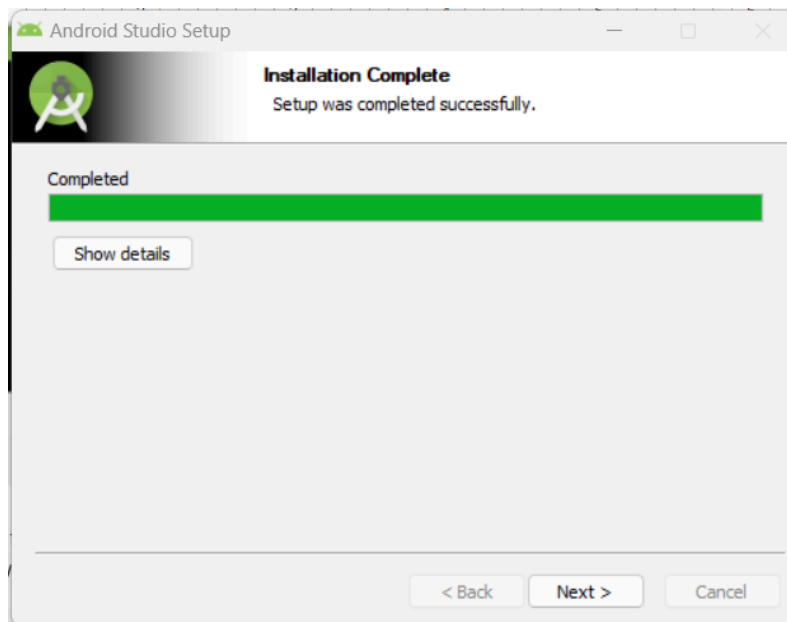 Android Studio Setup
Installation Complete
Setup was completed successfully.
Completed
Show details
< Back Next > Cancel